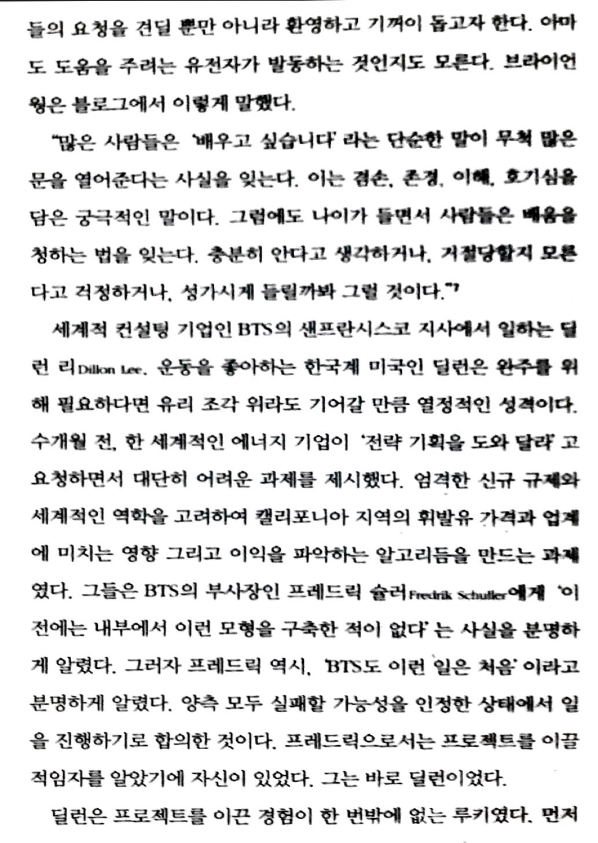 들의 요청을 견딜 뿐만 아니라 환영하고 기꺼이 돕고자 한다. 아마
도 도움을 주려는 유전자가 발동하는 것인지도 모른다. 브라이언
웡은 블로그에서 이렇게 말했다.
“많은 사람들은 ‘배우고 싶습니다’라는 단순한 말이 무척 많은
문을 열어준다는 사실을 잊는다. 이는 겸손, 존경, 이해, 호기심을
담은 궁극적인 말이다. 그럼에도 나이가 들면서 사람들은 배움을
청하는 법을 잊는다. 충분히 안다고 생각하거나, 거절당할지 모른
다고 걱정하거나, 성가시게 들릴까봐 그럴 것이다.”7
세계적 컨설팅 기업인 BTS의 샌프란시스코 지사에서 일하는 딜
런 리Dillon Lee. 운동을 좋아하는 한국계 미국인 딜런은 완주를 위
해 필요하다면 유리 조각 위라도 기어갈 만큼 열정적인 성격이다.
수개월 전, 한 세계적인 에너지 기업이 ‘전략 기획을 도와 달라’고
요청하면서 대단히 어려운 과제를 제시했다. 엄격한 신규 규제와
세계적인 역학을 고려하여 캘리포니아 지역의 휘발유 가격과 업계
에 미치는 영향 그리고 이익을 파악하는 알고리듬을 만드는 과제
였다. 그들은 BTS의 부사장인 프레드릭 슐러Fredrik Schuller에게 ‘이
전에는 내부에서 이런 모형을 구축한 적이 없다’는 사실을 분명하
게 알렸다. 그러자 프레드릭 역시, ‘BTS도 이런 일은 처음’이라고
분명하게 알렸다. 양측 모두 실패할 가능성을 인정한 상태에서 일
을 진행하기로 합의한 것이다. 프레드릭으로서는 프로젝트를 이끌
적임자를 알았기에 자신이 있었다. 그는 바로 딜런이었다.
딜런은 프로젝트를 이끈 경험이 한 번밖에 없는 루키였다. 먼저